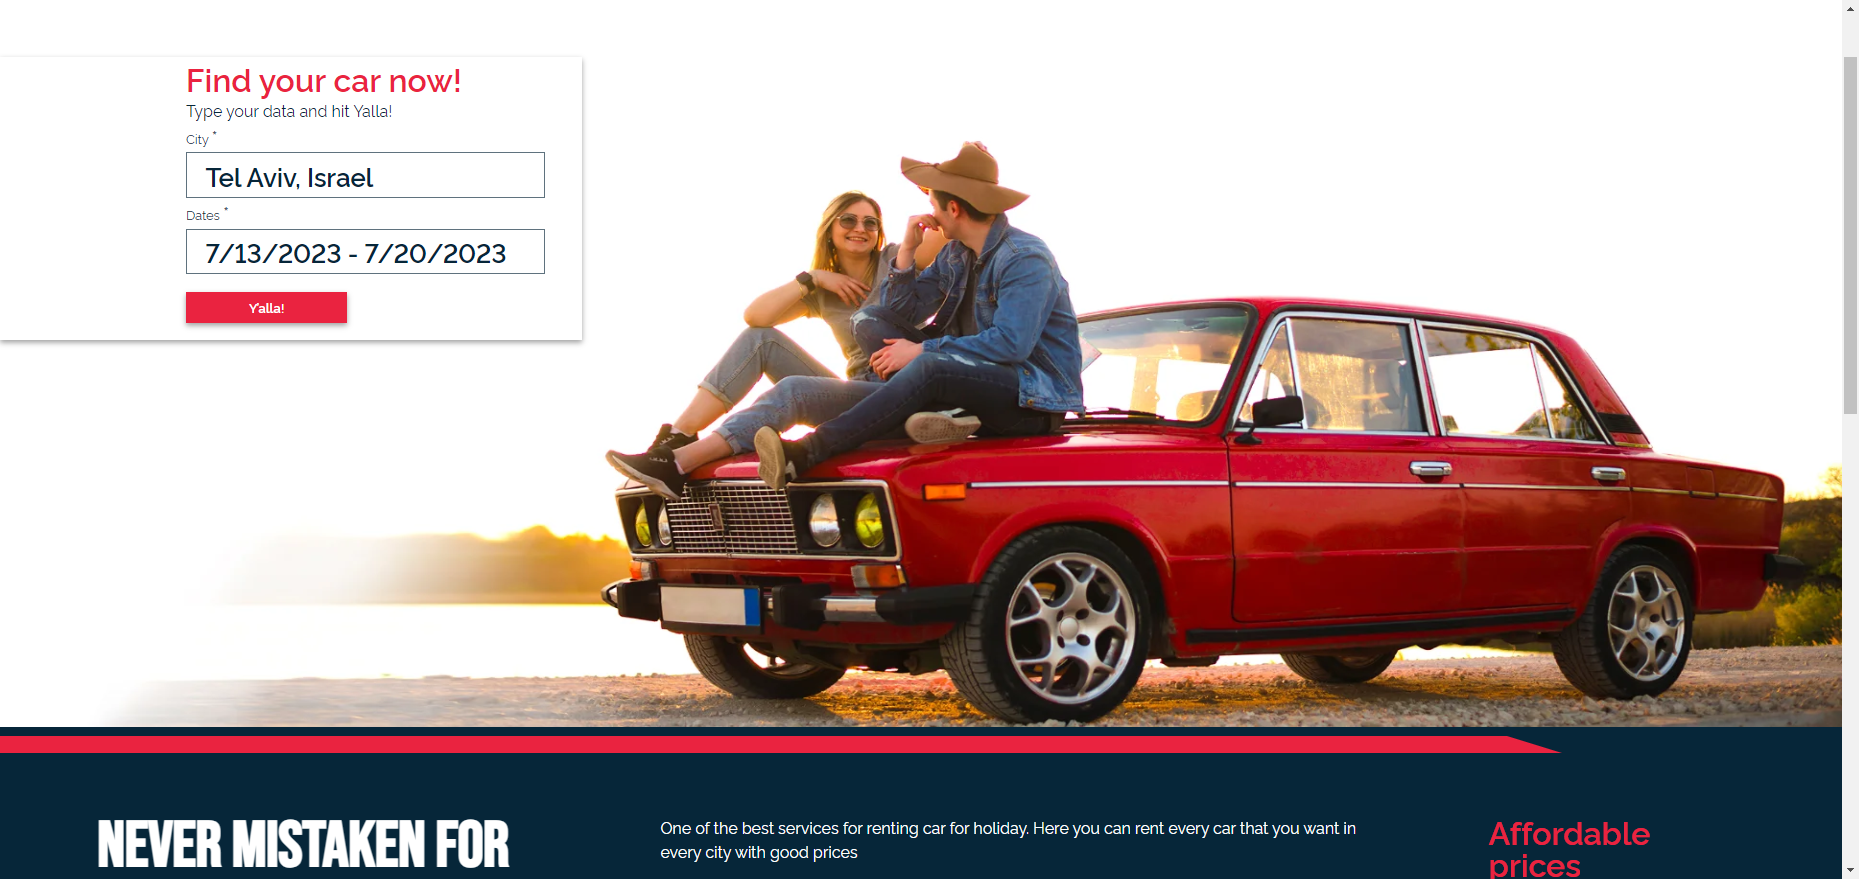 Find your car now!
Type your data and hit Yalla!
City *
Tel Aviv, Israel
Dates *
7/13/2023 - 7/20/2023
Y'alla!
NEVER MISTAKEN FOR
One of the best services for renting car for holiday. Here you can rent every car that you want in
every city with good prices
Affordable
prices